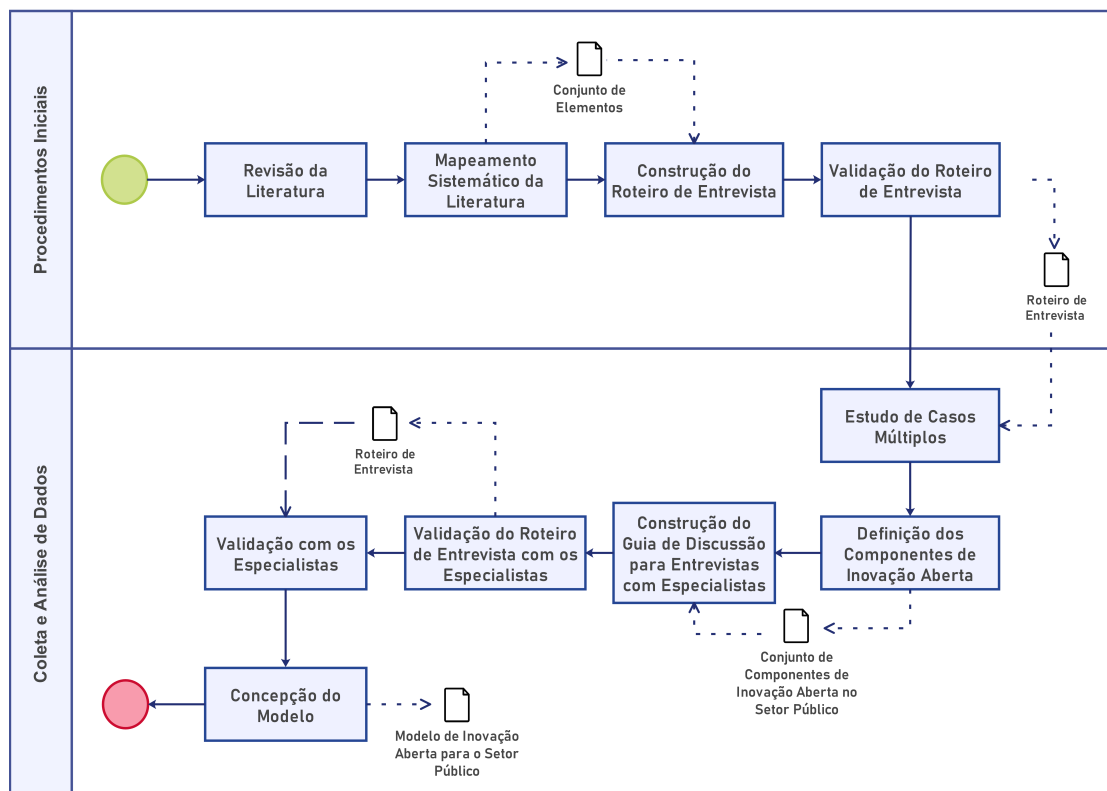 Procedimentos Iniciais
Conjunto de
Elementos
Revisão da
Literatura
Mapeamento
Sistemático da
Literatura
Construção do
Roteiro de Entrevista
Validação do Roteiro
de Entrevista
Roteiro de
Entrevista
Coleta e Análise de Dados
Estudo de Casos
Múltiplos
Roteiro de
Entrevista
Validação com os
Especialistas
Validação do Roteiro
de Entrevista com os
Especialistas
Construção do
Guia de Discussão
para Entrevistas
com Especialistas
Definição dos
Componentes de
Inovação Aberta
Conjunto de
Componentes de
Inovação Aberta no
Setor Público
Concepção do
Modelo
Modelo de Inovação
Aberta para o Setor
Público